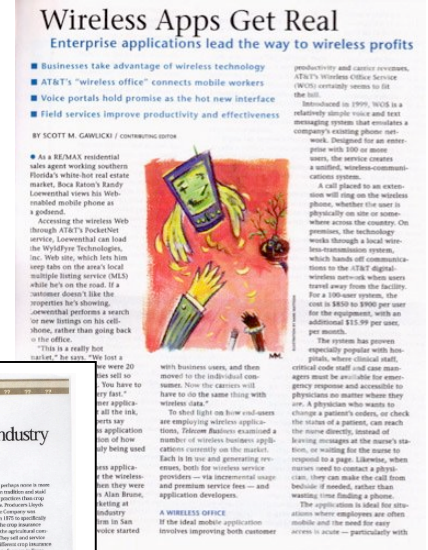 Wireless Apps Get Real
Enterprise applications lead the way to wireless profits
■ Businesses take advantage of wireless technology
■ AT&T's "wireless office" connects mobile workers
■ Voice portals hold promise as the hot new interface
■ Field services improve productivity and effectiveness
BY SCOTT M. GAWLICKI / CONTRIBUTING EDITOR
● As a RE/MAX residential
sales agent working southern
Florida's white-hot real estate
market, Boca Raton's Randy
Loewenthal views his Web-
enabled mobile phone as
a godsend.
Accessing the wireless Web
through AT&T's PocketNet
service, Loewenthal can load
the WyldFyre Technologies,
Inc. Web site, which lets him
keep tabs on the area's local
multiple listing service (MLS)
while he's on the road. If a
customer doesn't like the
properties he's showing,
Loewenthal performs a search
for new listings on his cell-
phone, rather than going back
to the office.
"This is a really hot
market," he says. "We lost a
we were 20
ties sell so
You have to
very fast."
mer applica-
t all the ink,
perts say
s application
tion of how
uly being used
ess applica-
r the wireless-
hen they were
s Alan Brune,
rketing at
firm in San
voice started
with business users, and then
moved to the individual con-
sumer. Now the carriers will
have to do the same thing with
wireless data."
To shed light on how end-users
are employing wireless applica-
tions, Telecom Business examined a
number of wireless business appli-
cations currently on the market.
Each is in use and generating rev-
enues, both for wireless service
providers — via incremental usage
and premium service fees — and
application developers.
A WIRELESS OFFICE
If the ideal mobile application
involves improving both customer
productivity and carrier revenues,
AT&T's Wireless Office Service
(WOS) certainly seems to fit
the bill.
Introduced in 1999, WOS is a
relatively simple voice and text
messaging system that emulates a
company's existing phone net-
work. Designed for an enter-
prise with 100 or more
users, the service creates
a unified, wireless-communi-
cations system.
A call placed to an exten-
sion will ring on the wireless
phone, whether the user is
physically on site or some-
where across the country. On
premises, the technology
works through a local wire-
less-transmission system,
which hands off communica-
tions to the AT&T digital-
wireless network when users
travel away from the facility.
For a 100-user system, the
cost is $850 to $900 per user
for the equipment, with an
additional $15.99 per user,
per month.
The system has proven
especially popular with hos-
pitals, where clinical staff,
critical code staff and case man-
agers must be available for emer-
gency response and accessible to
physicians no matter where they
are. A physician who wants to
change a patient's orders, or check
the status of a patient, can reach
the nurse directly, instead of
leaving messages at the nurse's sta-
tion, or waiting for the nurse to
respond to a page. Likewise, when
nurses need to contact a physi-
cian, they can make the call from
bedside if needed, rather than
wasting time finding a phone.
The application is ideal for situ-
ations where employees are often
mobile and the need for easy
access is acute — particularly with
ndustry